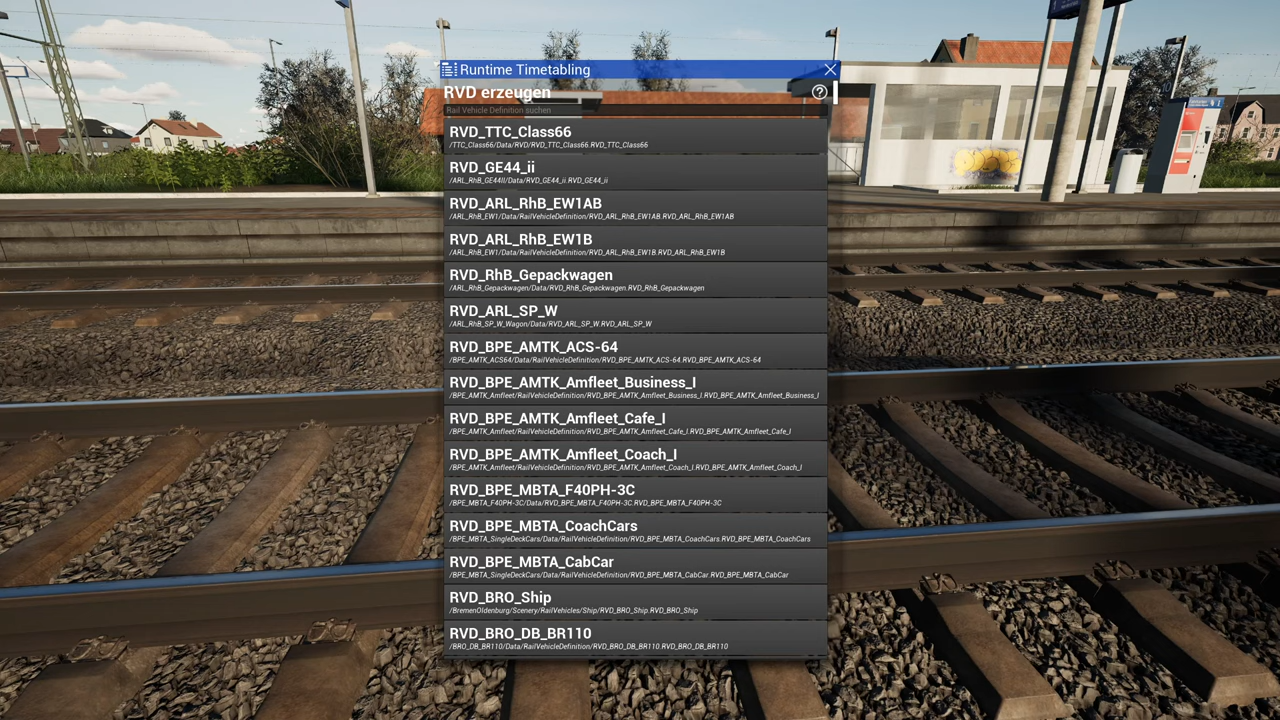 Runtime Timetabling
RVD erzeugen
Rail Vehicle Definition suchen
RVD_TTC_Class66
/TTC_Class66/Data/RVD/RVD_TTC_Class66.RVD_TTC_Class66
RVD_GE44_ii
/ARL_RhB_GE44II/Data/RVD_GE44_ii.RVD_GE44_ii
RVD_ARL_RhB_EW1AB
/ARL_RhB_EW1/Data/RailVehicleDefinition/RVD_ARL_RhB_EW1AB.RVD_ARL_RhB_EW1AB
RVD_ARL_RhB_EW1B
/ARL_RhB_EW1/Data/RailVehicleDefinition/RVD_ARL_RhB_EW1B.RVD_ARL_RhB_EW1B
RVD_RhB_Gepackwagen
/ARL_RhB_Gepackwagen/Data/RVD_RhB_Gepackwagen.RVD_RhB_Gepackwagen
RVD_ARL_SP_W
/ARL_RhB_SP_W_Wagon/Data/RVD_ARL_SP_W.RVD_ARL_SP_W
RVD_BPE_AMTK_ACS-64
/BPE_AMTK_ACS64/Data/RailVehicleDefinition/RVD_BPE_AMTK_ACS-64.RVD_BPE_AMTK_ACS-64
RVD_BPE_AMTK_Amfleet_Business_I
/BPE_AMTK_Amfleet/RailVehicleDefinition/RVD_BPE_AMTK_Amfleet_Business_I.RVD_BPE_AMTK_Amfleet_Business_I
RVD_BPE_AMTK_Amfleet_Cafe_I
/BPE_AMTK_Amfleet/RailVehicleDefinition/RVD_BPE_AMTK_Amfleet_Cafe_I.RVD_BPE_AMTK_Amfleet_Cafe_I
RVD_BPE_AMTK_Amfleet_Coach_I
/BPE_AMTK_Amfleet/RailVehicleDefinition/RVD_BPE_AMTK_Amfleet_Coach_I.RVD_BPE_AMTK_Amfleet_Coach_I
RVD_BPE_MBTA_F40PH-3C
/BPE_MBTA_F40PH-3C/Data/RVD_BPE_MBTA_F40PH-3C.RVD_BPE_MBTA_F40PH-3C
RVD_BPE_MBTA_CoachCars
/BPE_MBTA_SingleDeckCars/Data/RailVehicleDefinition/RVD_BPE_MBTA_CoachCars.RVD_BPE_MBTA_CoachCars
RVD_BPE_MBTA_CabCar
/BPE_MBTA_SingleDeckCars/Data/RailVehicleDefinition/RVD_BPE_MBTA_CabCar.RVD_BPE_MBTA_CabCar
RVD_BRO_Ship
/BremenOldenburg/Scenery/RailVehicles/Ship/RVD_BRO_Ship.RVD_BRO_Ship
RVD_BRO_DB_BR110
/BRO_DB_BR110/Data/RailVehicleDefinition/RVD_BRO_DB_BR110.RVD_BRO_DB_BR110